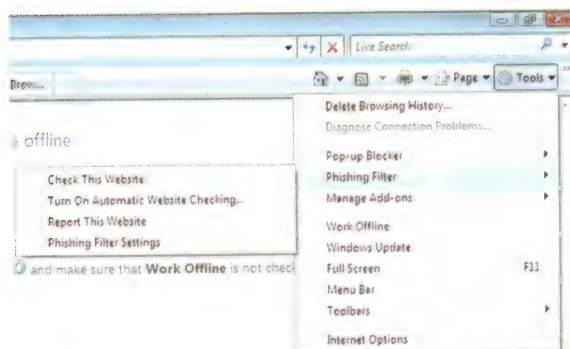 Live Search
Brow...
Page
Tools
Delete Browsing History...
Diagnose Connection Problems...
offline
Pop-up Blocker
Phishing Filter
Manage Add-ons
Check This Website
Turn On Automatic Website Checking...
Report This Website
Phishing Filter Settings
Work Offline
Windows Update
and make sure that Work Offline is not chec
Full Screen F11
Menu Bar
Toolbars
Internet Options